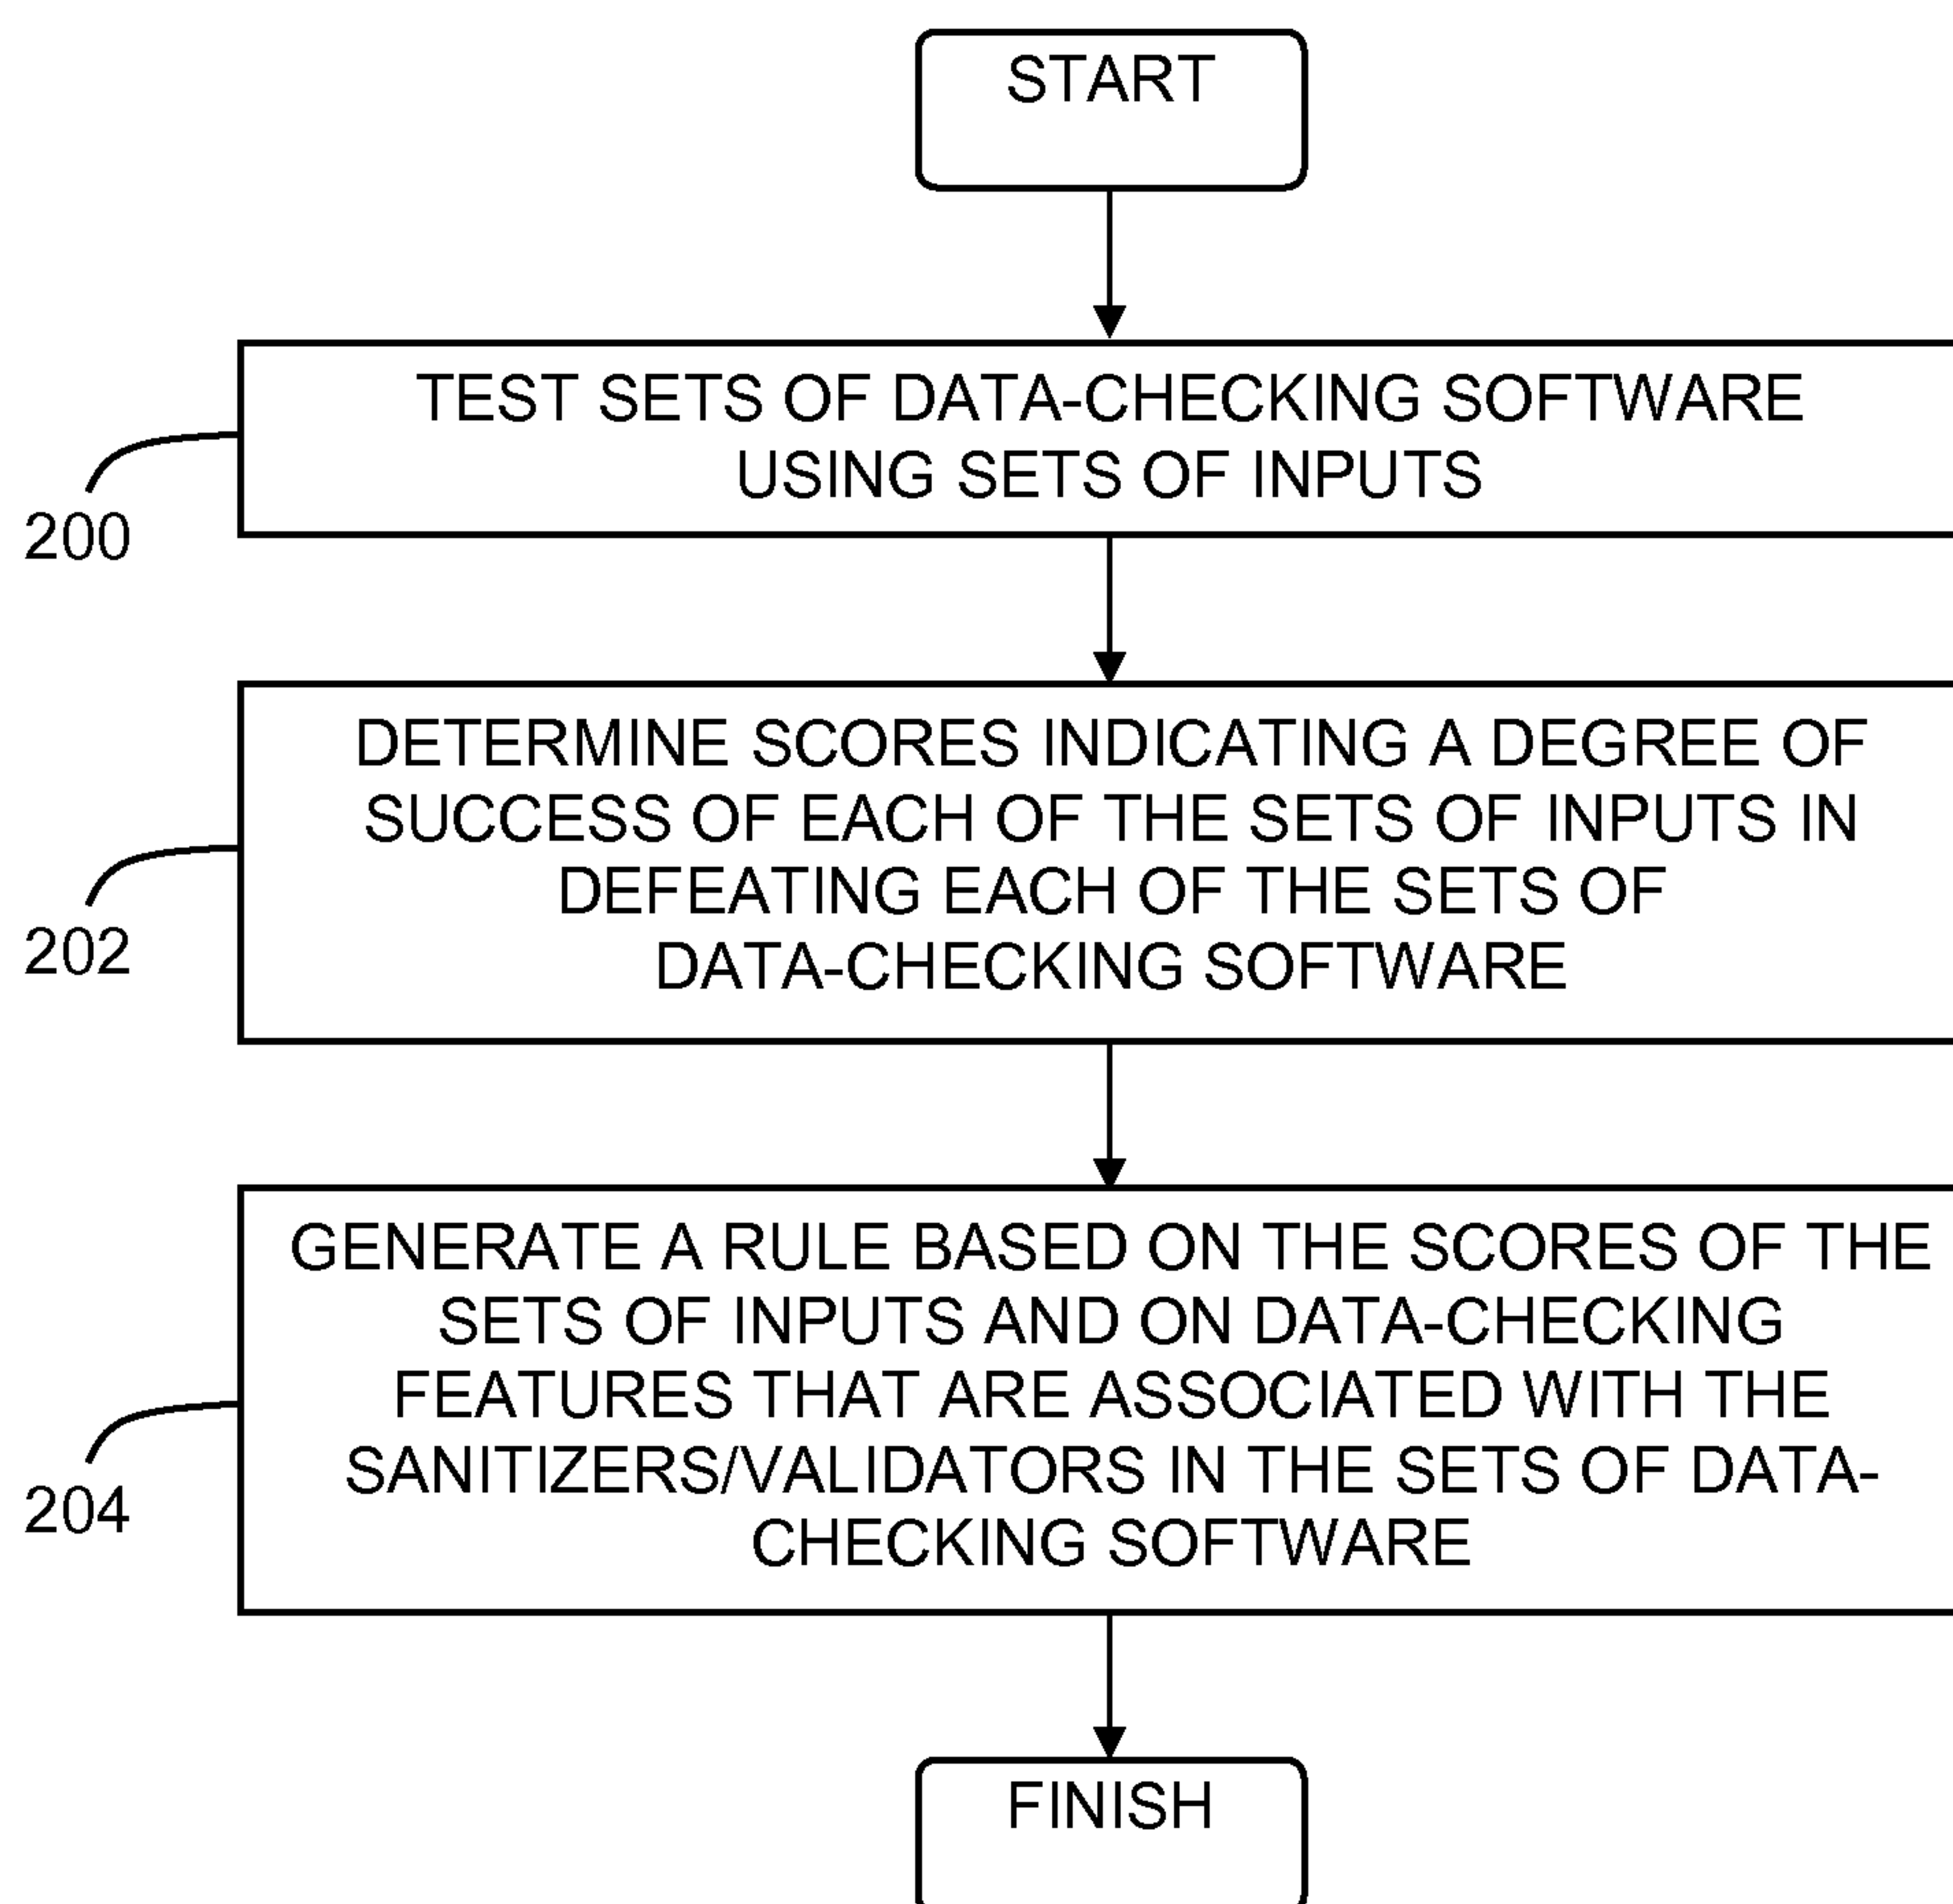 START
TEST SETS OF DATA-CHECKING SOFTWARE
USING SETS OF INPUTS
200
DETERMINE SCORES INDICATING A DEGREE OF
SUCCESS OF EACH OF THE SETS OF INPUTS IN
DEFEATING EACH OF THE SETS OF
DATA-CHECKING SOFTWARE
202
GENERATE A RULE BASED ON THE SCORES OF THE
SETS OF INPUTS AND ON DATA-CHECKING
FEATURES THAT ARE ASSOCIATED WITH THE
SANITIZERS/VALIDATORS IN THE SETS OF DATA-
CHECKING SOFTWARE
204
FINISH